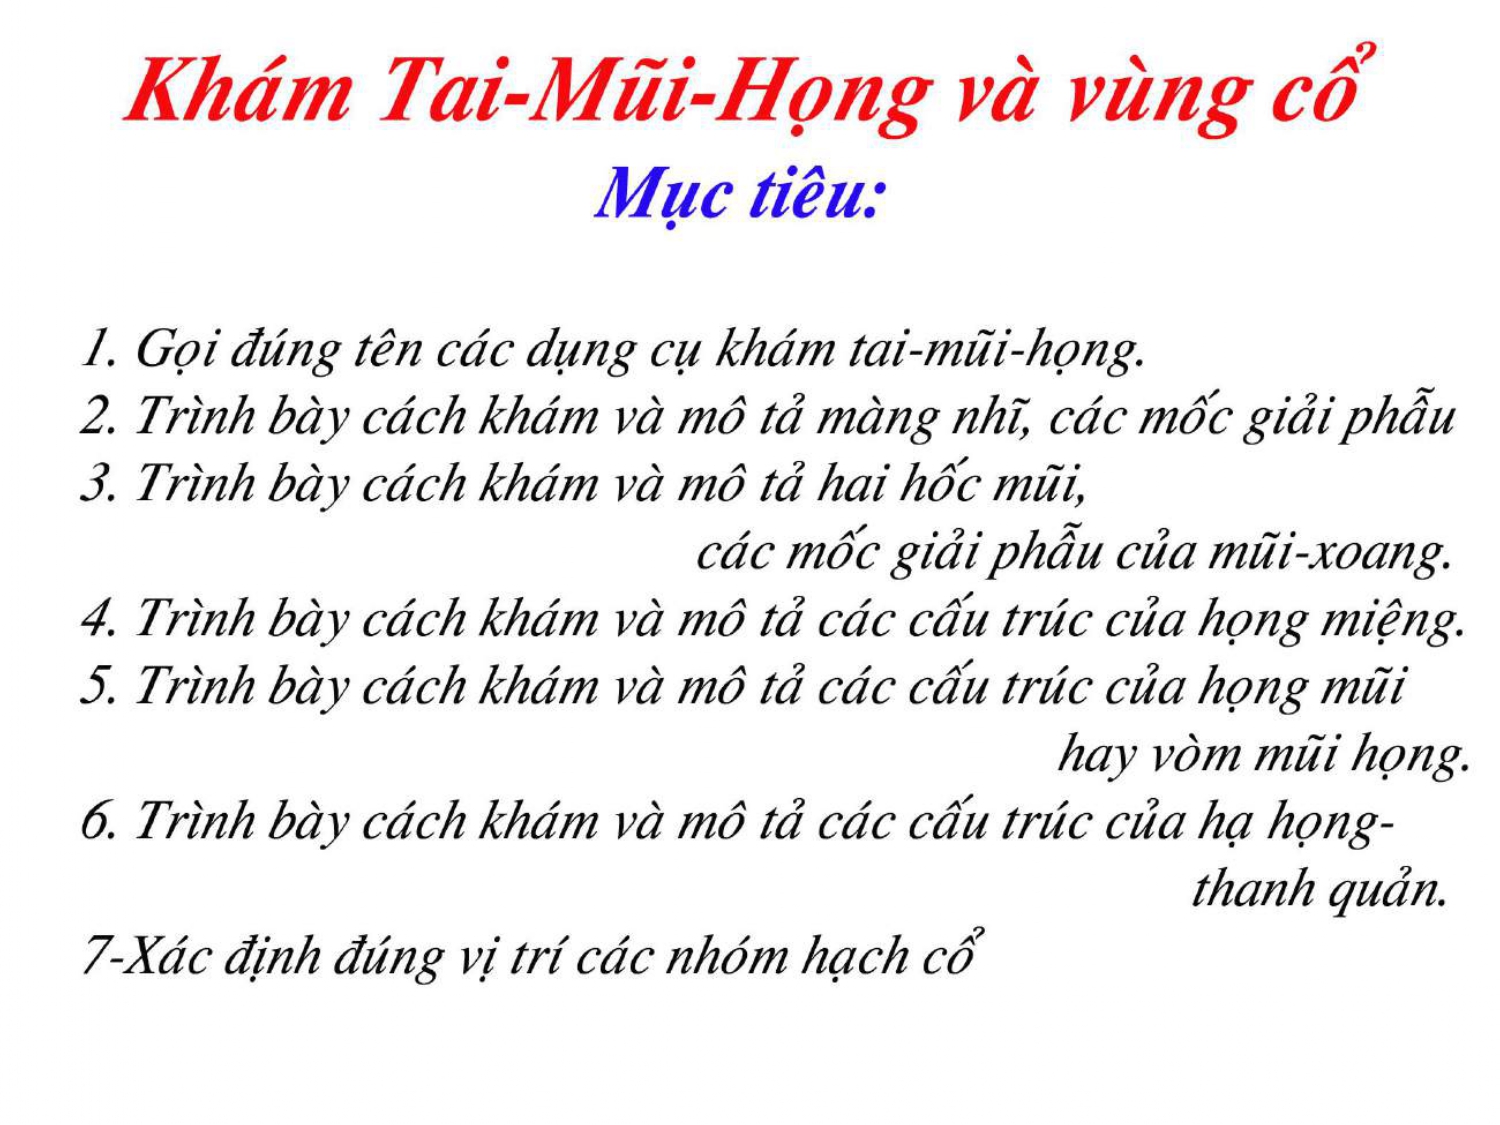 Khám Tai-Mũi-Họng và vùng cổ
Mục tiêu:
1. Gọi đúng tên các dụng cụ khám tai-mũi-họng.
2. Trình bày cách khám và mô tả màng nhĩ, các mốc giải phẫu
3. Trình bày cách khám và mô tả hai hốc mũi,
các mốc giải phẫu của mũi-xoang.
4. Trình bày cách khám và mô tả các cấu trúc của họng miệng.
5. Trình bày cách khám và mô tả các cấu trúc của họng mũi
hay vòm mũi họng.
6. Trình bày cách khám và mô tả các cấu trúc của hạ họng-
thanh quản.
7-Xác định đúng vị trí các nhóm hạch cổ